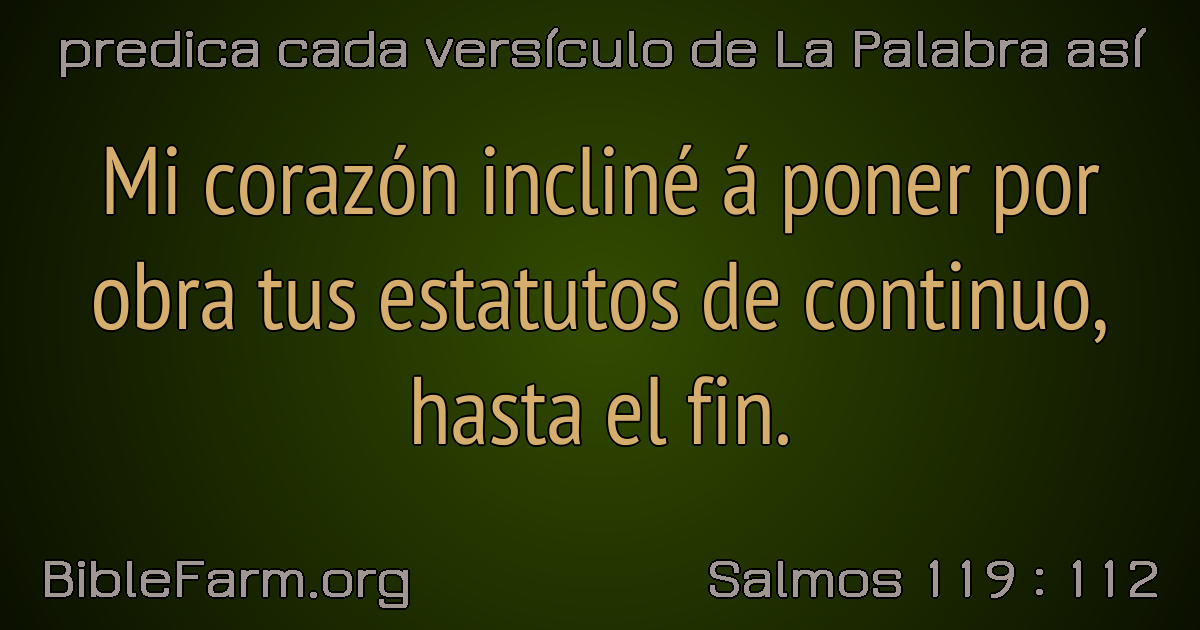 predica cada versículo de La Palabra así
Mi corazón incliné á poner por
obra tus estatutos de continuo,
hasta el fin.
BibleFarm.org
Salmos 119 : 112